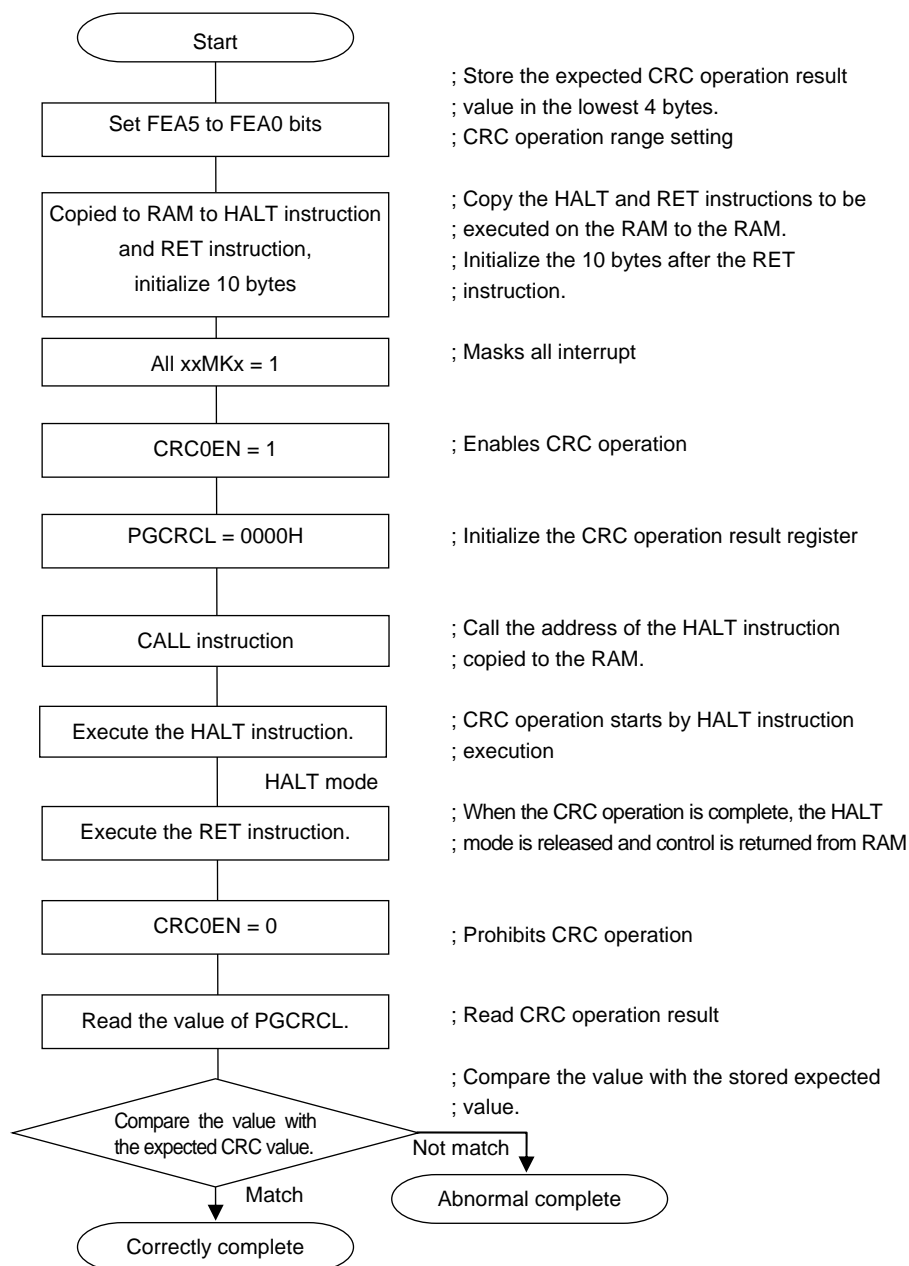 Start
; Store the expected CRC operation result
; value in the lowest 4 bytes.
Set FEA5 to FEA0 bits
; CRC operation range setting
Copied to RAM to HALT instruction
and RET instruction,
initialize 10 bytes
; Copy the HALT and RET instructions to be
; executed on the RAM to the RAM.
; Initialize the 10 bytes after the RET
; instruction.
All xxMKx = 1
; Masks all interrupt
CRC0EN = 1
; Enables CRC operation
PGCRCL = 0000H
; Initialize the CRC operation result register
CALL instruction
; Call the address of the HALT instruction
; copied to the RAM.
Execute the HALT instruction.
; CRC operation starts by HALT instruction
; execution
HALT mode
Execute the RET instruction.
; When the CRC operation is complete, the HALT
; mode is released and control is returned from RAM
CRC0EN = 0
; Prohibits CRC operation
Read the value of PGCRCL.
; Read CRC operation result
; Compare the value with the stored expected
; value.
Compare the value with
the expected CRC value.
Not match
Match
Abnormal complete
Correctly complete